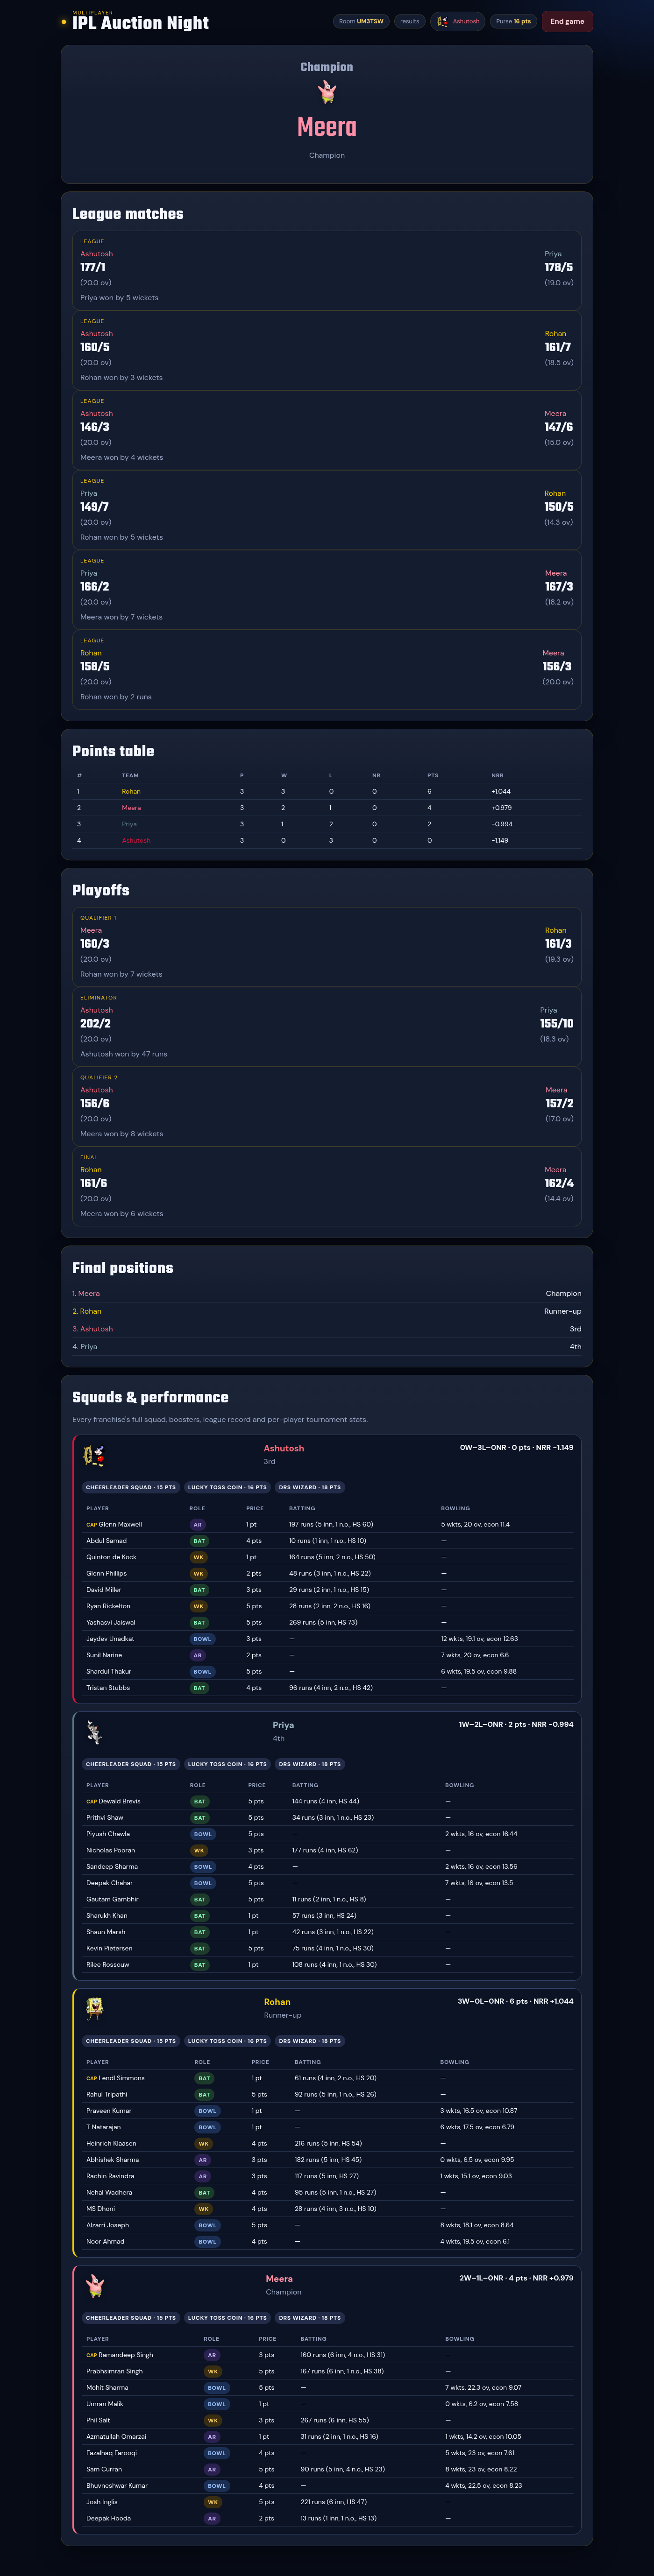 MULTIPLAYER
IPL Auction Night
Room UM3TSW results Ashutosh Purse 16 pts End game
Champion
Meera
Champion
League matches
LEAGUE
Ashutosh Priya
177/1 178/5
(20.0 ov) (19.0 ov)
Priya won by 5 wickets
LEAGUE
Ashutosh Rohan
160/5 161/7
(20.0 ov) (18.5 ov)
Rohan won by 3 wickets
LEAGUE
Ashutosh Meera
146/3 147/6
(20.0 ov) (15.0 ov)
Meera won by 4 wickets
LEAGUE
Priya Rohan
149/7 150/5
(20.0 ov) (14.3 ov)
Rohan won by 5 wickets
LEAGUE
Priya Meera
166/2 167/3
(20.0 ov) (18.2 ov)
Meera won by 7 wickets
LEAGUE
Rohan Meera
158/5 156/3
(20.0 ov) (20.0 ov)
Rohan won by 2 runs
Points table
# TEAM P W L NR PTS NRR
1 Rohan 3 3 0 0 6 +1.044
2 Meera 3 2 1 0 4 +0.979
3 Priya 3 1 2 0 2 -0.994
4 Ashutosh 3 0 3 0 0 -1.149
Playoffs
QUALIFIER 1
Meera Rohan
160/3 161/3
(20.0 ov) (19.3 ov)
Rohan won by 7 wickets
ELIMINATOR
Ashutosh Priya
202/2 155/10
(20.0 ov) (18.3 ov)
Ashutosh won by 47 runs
QUALIFIER 2
Ashutosh Meera
156/6 157/2
(20.0 ov) (17.0 ov)
Meera won by 8 wickets
FINAL
Rohan Meera
161/6 162/4
(20.0 ov) (14.4 ov)
Meera won by 6 wickets
Final positions
1. Meera Champion
2. Rohan Runner-up
3. Ashutosh 3rd
4. Priya 4th
Squads & performance
Every franchise's full squad, boosters, league record and per-player tournament stats.
Ashutosh 0W–3L–0NR · 0 pts · NRR -1.149
3rd
CHEERLEADER SQUAD · 15 PTS LUCKY TOSS COIN · 16 PTS DRS WIZARD · 18 PTS
PLAYER ROLE PRICE BATTING BOWLING
CAP Glenn Maxwell AR 1 pt 197 runs (5 inn, 1 n.o., HS 60) 5 wkts, 20 ov, econ 11.4
Abdul Samad BAT 4 pts 10 runs (1 inn, 1 n.o., HS 10) —
Quinton de Kock WK 1 pt 164 runs (5 inn, 2 n.o., HS 50) —
Glenn Phillips WK 2 pts 48 runs (3 inn, 1 n.o., HS 22) —
David Miller BAT 3 pts 29 runs (2 inn, 1 n.o., HS 15) —
Ryan Rickelton WK 5 pts 28 runs (2 inn, 2 n.o., HS 16) —
Yashasvi Jaiswal BAT 5 pts 269 runs (5 inn, HS 73) —
Jaydev Unadkat BOWL 3 pts — 12 wkts, 19.1 ov, econ 12.63
Sunil Narine AR 2 pts — 7 wkts, 20 ov, econ 6.6
Shardul Thakur BOWL 5 pts — 6 wkts, 19.5 ov, econ 9.88
Tristan Stubbs BAT 4 pts 96 runs (4 inn, 2 n.o., HS 42) —
Priya 1W–2L–0NR · 2 pts · NRR -0.994
4th
CHEERLEADER SQUAD · 15 PTS LUCKY TOSS COIN · 16 PTS DRS WIZARD · 18 PTS
PLAYER ROLE PRICE BATTING BOWLING
CAP Dewald Brevis BAT 5 pts 144 runs (4 inn, HS 44) —
Prithvi Shaw BAT 5 pts 34 runs (3 inn, 1 n.o., HS 23) —
Piyush Chawla BOWL 5 pts — 2 wkts, 16 ov, econ 16.44
Nicholas Pooran WK 3 pts 177 runs (4 inn, HS 62) —
Sandeep Sharma BOWL 4 pts — 2 wkts, 16 ov, econ 13.56
Deepak Chahar BOWL 5 pts — 7 wkts, 16 ov, econ 13.5
Gautam Gambhir BAT 5 pts 11 runs (2 inn, 1 n.o., HS 8) —
Sharukh Khan BAT 1 pt 57 runs (3 inn, HS 24) —
Shaun Marsh BAT 1 pt 42 runs (3 inn, 1 n.o., HS 22) —
Kevin Pietersen BAT 5 pts 75 runs (4 inn, 1 n.o., HS 30) —
Rilee Rossouw BAT 1 pt 108 runs (4 inn, 1 n.o., HS 30) —
Rohan 3W–0L–0NR · 6 pts · NRR +1.044
Runner-up
CHEERLEADER SQUAD · 15 PTS LUCKY TOSS COIN · 16 PTS DRS WIZARD · 18 PTS
PLAYER ROLE PRICE BATTING BOWLING
CAP Lendl Simmons BAT 1 pt 61 runs (4 inn, 2 n.o., HS 20) —
Rahul Tripathi BAT 5 pts 92 runs (5 inn, 1 n.o., HS 26) —
Praveen Kumar BOWL 1 pt — 3 wkts, 16.5 ov, econ 10.87
T Natarajan BOWL 1 pt — 6 wkts, 17.5 ov, econ 6.79
Heinrich Klaasen WK 4 pts 216 runs (5 inn, HS 54) —
Abhishek Sharma AR 3 pts 182 runs (5 inn, HS 45) 0 wkts, 6.5 ov, econ 9.95
Rachin Ravindra AR 3 pts 117 runs (5 inn, HS 27) 1 wkts, 15.1 ov, econ 9.03
Nehal Wadhera BAT 4 pts 95 runs (5 inn, 1 n.o., HS 27) —
MS Dhoni WK 4 pts 28 runs (4 inn, 3 n.o., HS 10) —
Alzarri Joseph BOWL 5 pts — 8 wkts, 18.1 ov, econ 8.64
Noor Ahmad BOWL 4 pts — 4 wkts, 19.5 ov, econ 6.1
Meera 2W–1L–0NR · 4 pts · NRR +0.979
Champion
CHEERLEADER SQUAD · 15 PTS LUCKY TOSS COIN · 16 PTS DRS WIZARD · 18 PTS
PLAYER ROLE PRICE BATTING BOWLING
CAP Ramandeep Singh AR 3 pts 160 runs (6 inn, 4 n.o., HS 31) —
Prabhsimran Singh WK 5 pts 167 runs (6 inn, 1 n.o., HS 38) —
Mohit Sharma BOWL 5 pts — 7 wkts, 22.3 ov, econ 9.07
Umran Malik BOWL 1 pt — 0 wkts, 6.2 ov, econ 7.58
Phil Salt WK 3 pts 267 runs (6 inn, HS 55) —
Azmatullah Omarzai AR 1 pt 31 runs (2 inn, 1 n.o., HS 16) 1 wkts, 14.2 ov, econ 10.05
Fazalhaq Farooqi BOWL 4 pts — 5 wkts, 23 ov, econ 7.61
Sam Curran AR 5 pts 90 runs (5 inn, 4 n.o., HS 23) 8 wkts, 23 ov, econ 8.22
Bhuvneshwar Kumar BOWL 4 pts — 4 wkts, 22.5 ov, econ 8.23
Josh Inglis WK 5 pts 221 runs (6 inn, HS 47) —
Deepak Hooda AR 2 pts 13 runs (1 inn, 1 n.o., HS 13) —